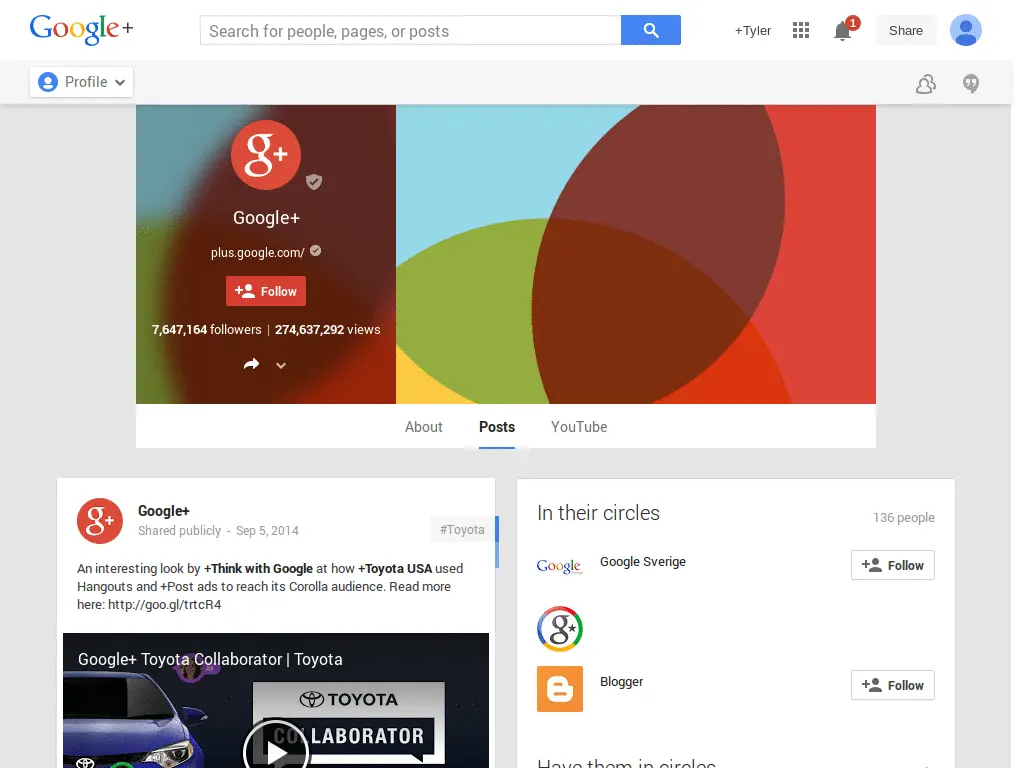 Google+
Search for people, pages, or posts
+Tyler
1
Share
Profile
g+
Google+
plus.google.com/
Follow
7,647,164 followers | 274,637,292 views
About
Posts
YouTube
g+
Google+
Shared publicly - Sep 5, 2014
#Toyota
An interesting look by +Think with Google at how +Toyota USA used
Hangouts and +Post ads to reach its Corolla audience. Read more
here: http://goo.gl/trtcR4
Google+ Toyota Collaborator | Toyota
TOYOTA
COLLABORATOR
In their circles
136 people
Google
Google Sverige
Follow
g
Blogger
Follow
Have them in circles